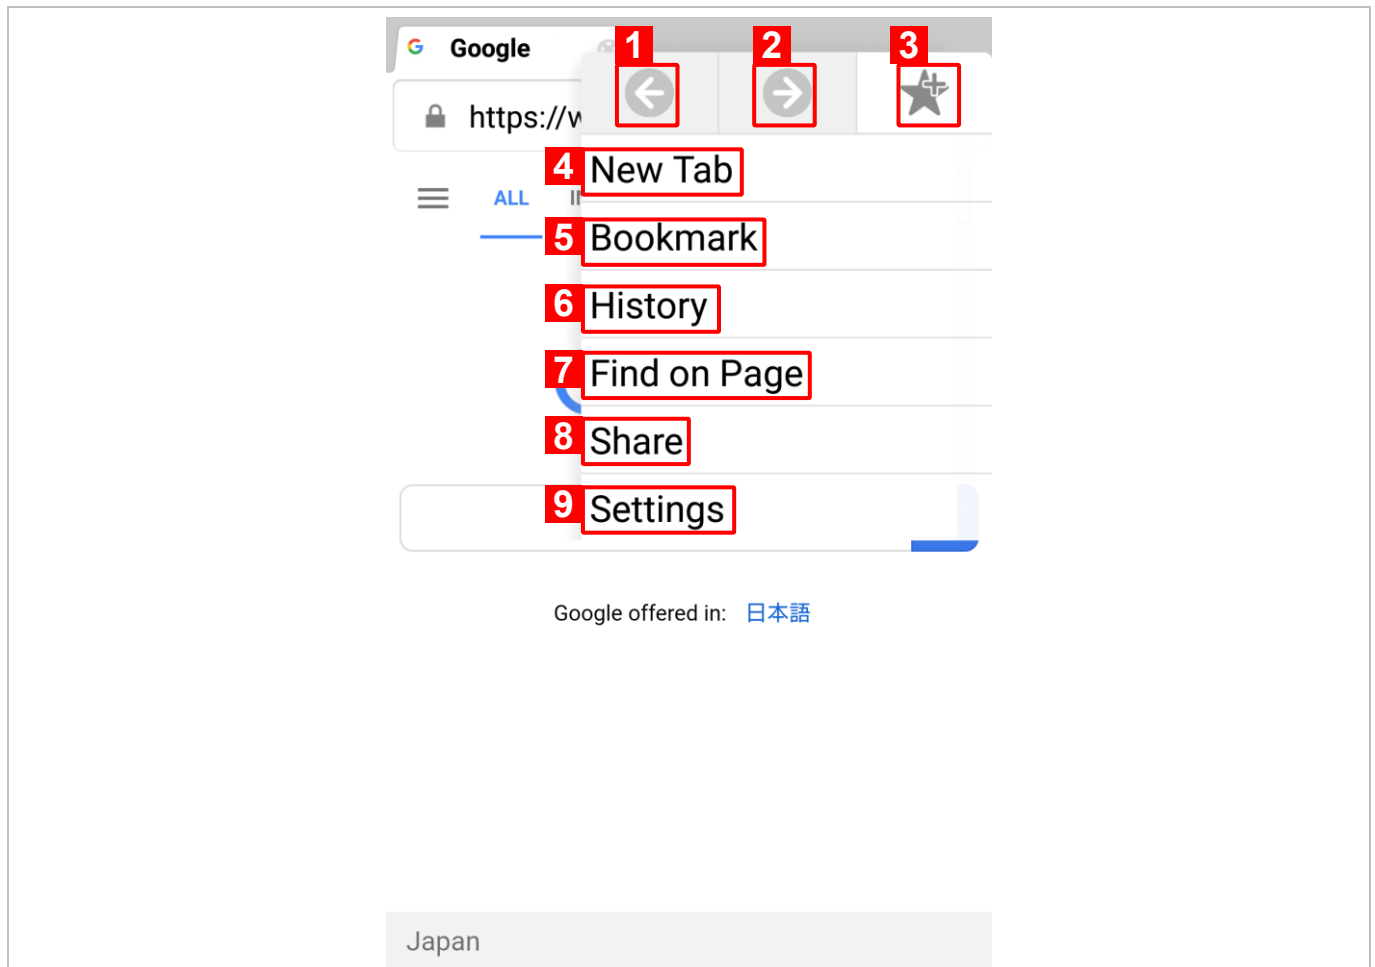 Google
1
2
3
https://w
4 New Tab
ALL
5 Bookmark
6 History
7 Find on Page
8 Share
9 Settings
Google offered in: 日本語
Japan